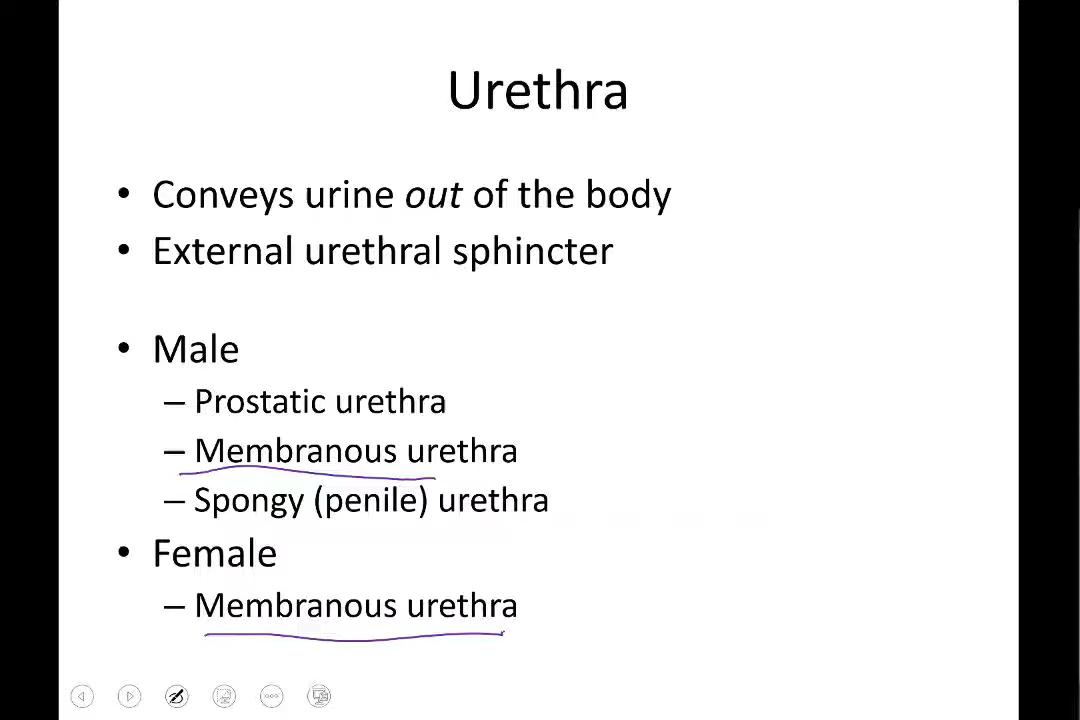 Urethra
• Conveys urine out of the body
• External urethral sphincter
• Male
– Prostatic urethra
– Membranous urethra
– Spongy (penile) urethra
• Female
– Membranous urethra